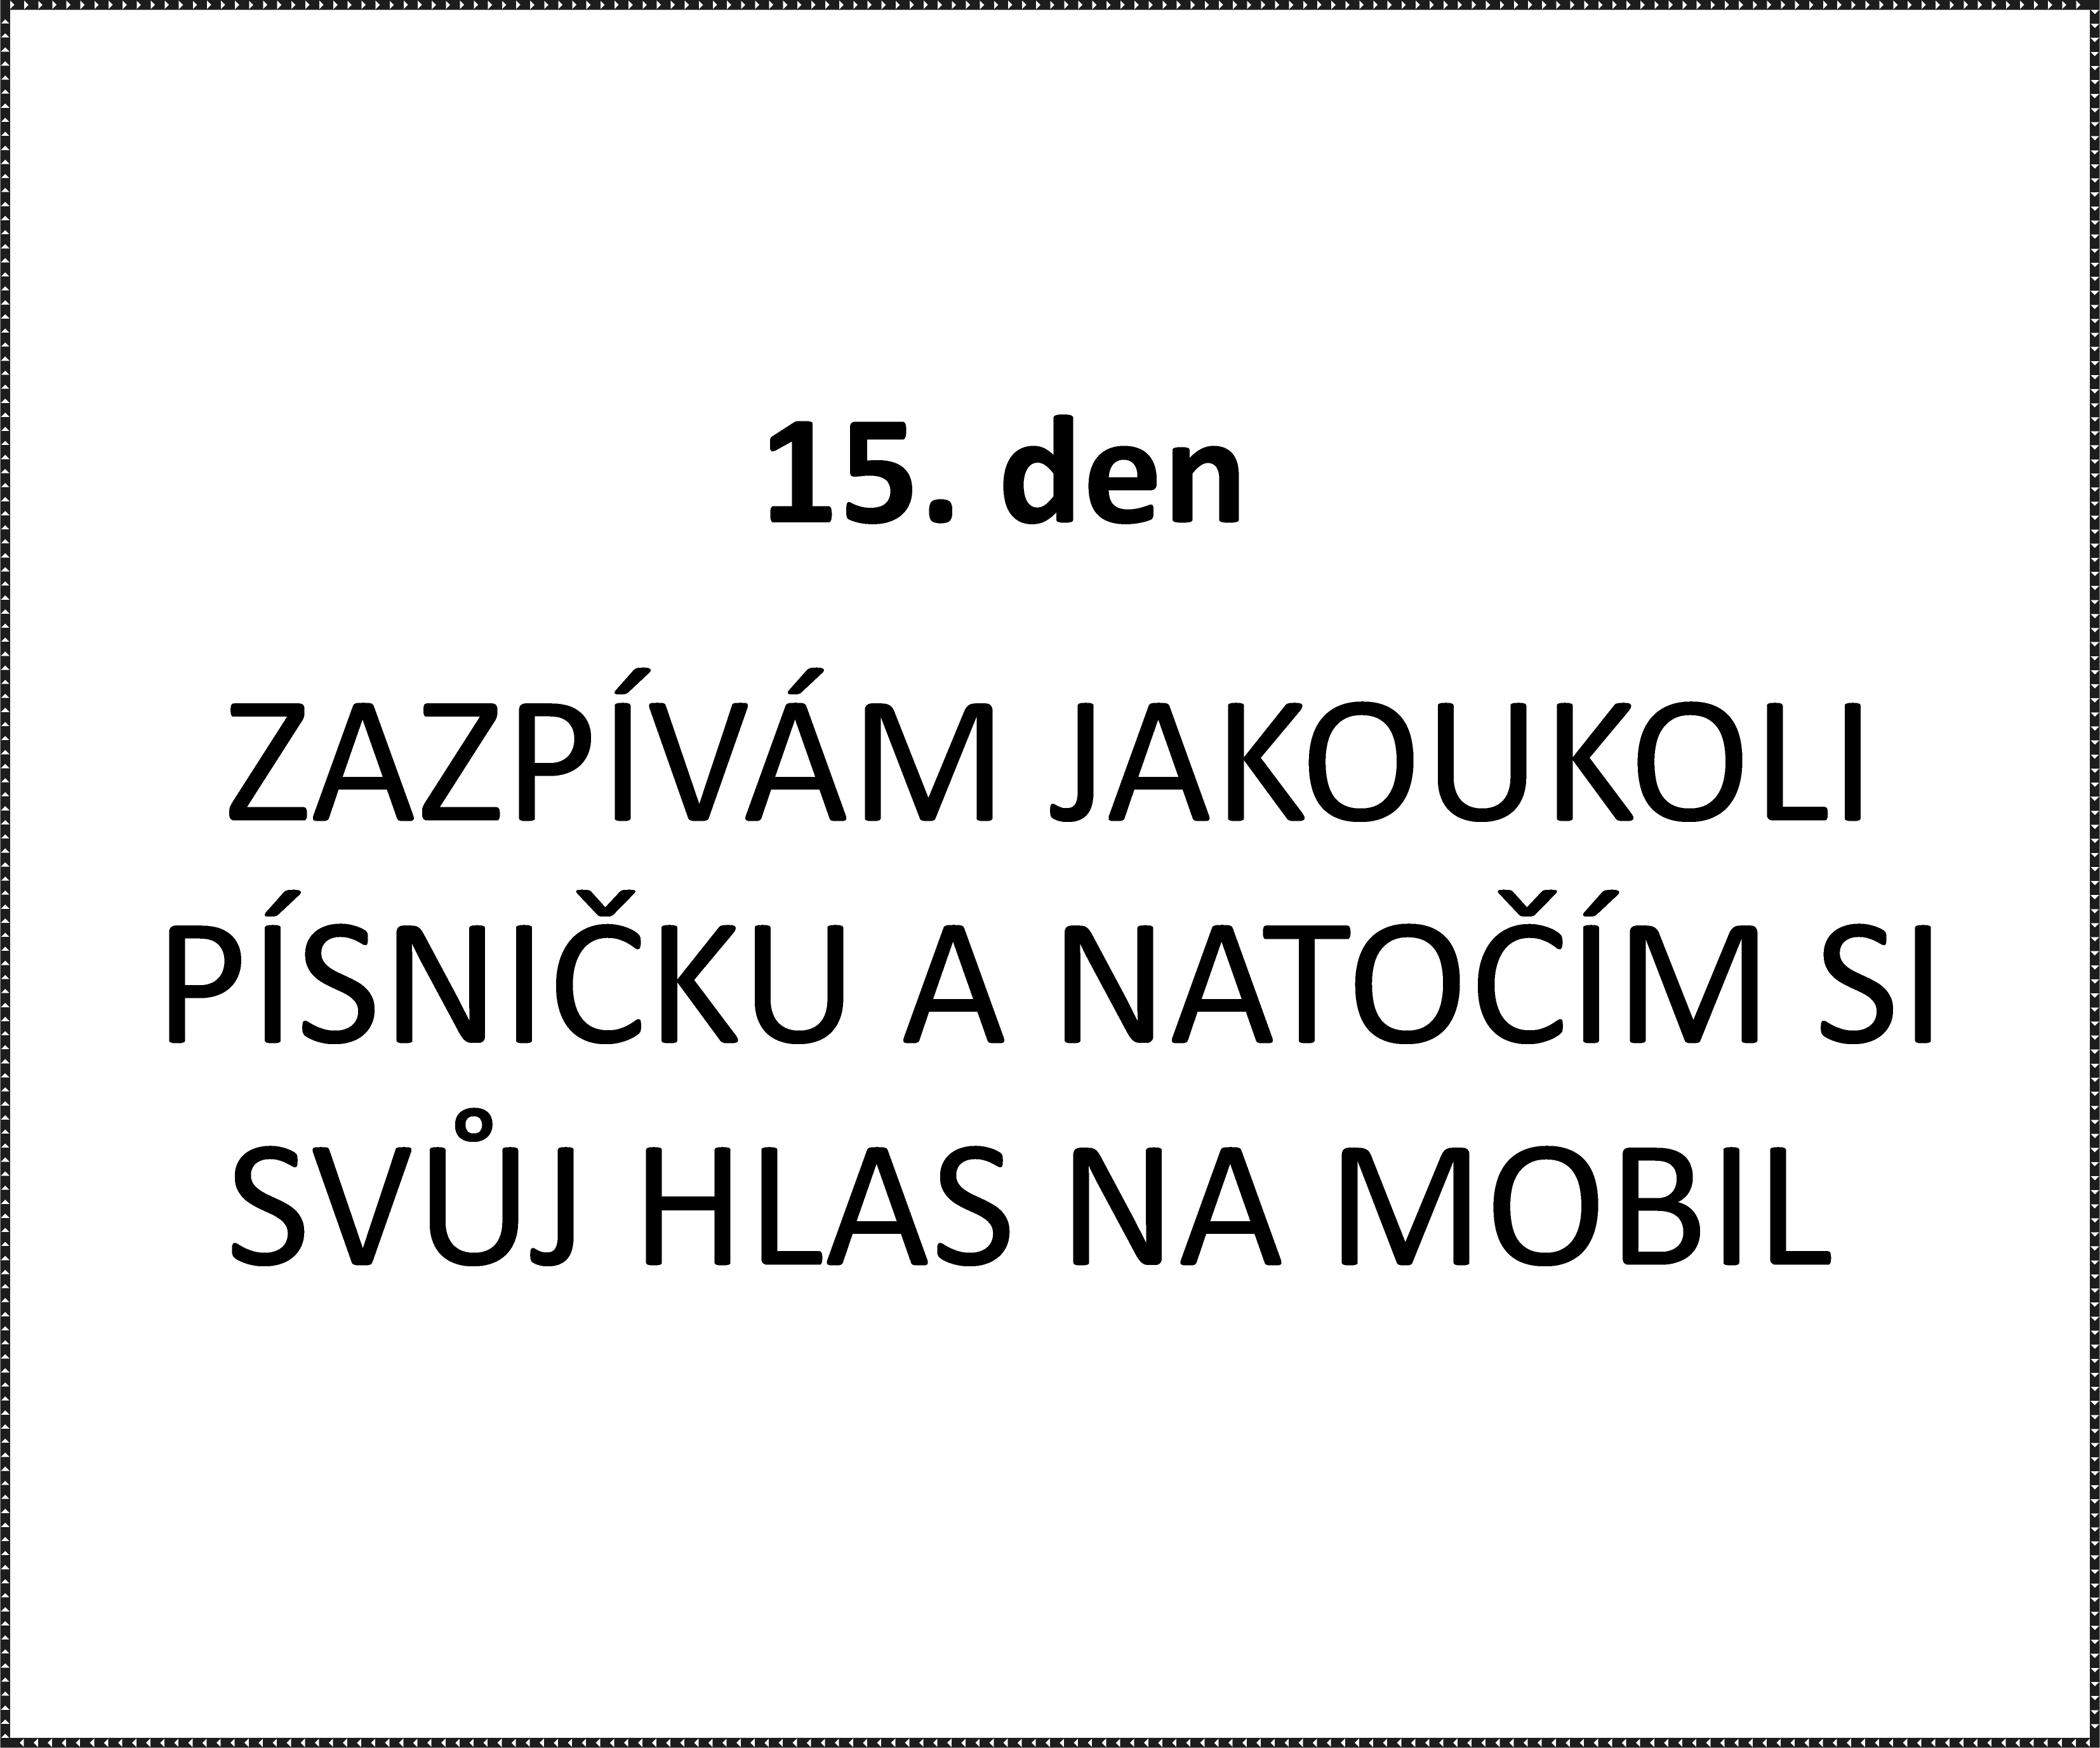 15. den
ZAZPÍVÁM JAKOUKOLI
PÍSNIČKU A NATOČÍM SI
SVŮJ HLAS NA MOBIL